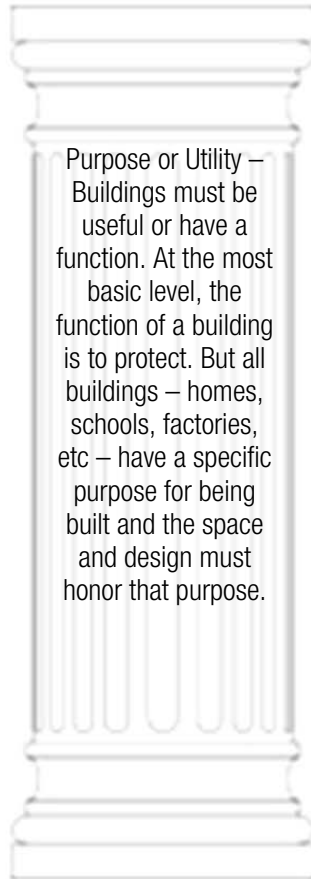 Purpose or Utility –
Buildings must be
useful or have a
function. At the most
basic level, the
function of a building
is to protect. But all
buildings – homes,
schools, factories,
etc – have a specific
purpose for being
built and the space
and design must
honor that purpose.